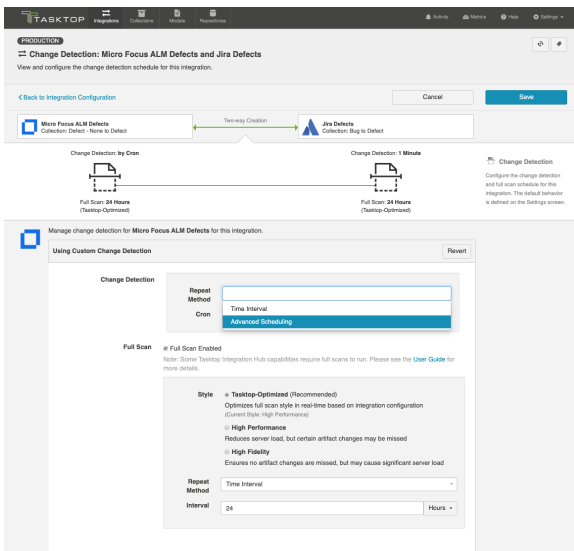 TASKTOP
Integrations
Collections
Models
Repositories
Activity
Metrics
Help
Settings
PRODUCTION
Change Detection: Micro Focus ALM Defects and Jira Defects
View and configure the change detection schedule for this integration.
Back to Integration Configuration
Cancel
Save
Micro Focus ALM Defects
Collection: Defect - None to Defect
Two-way Creation
Jira Defects
Collection: Bug to Defect
Change Detection: by Cron
Change Detection: 1 Minute
Full Scan: 24 Hours
(Tasktop-Optimized)
Full Scan: 24 Hours
(Tasktop-Optimized)
Change Detection
Configure the change detection
and full scan schedule for this
integration. The default behavior
is defined on the Settings screen.
Manage change detection for Micro Focus ALM Defects for this integration.
Using Custom Change Detection
Revert
Change Detection
Repeat
Method
Time Interval
Cron
Advanced Scheduling
Full Scan
Full Scan Enabled
Note: Some Tasktop Integration Hub capabilities require full scans to run. Please see the User Guide for
more details.
Style
Tasktop-Optimized (Recommended)
Optimizes full scan style in real-time based on integration configuration
(Current Style: High Performance)
High Performance
Reduces server load, but certain artifact changes may be missed
High Fidelity
Ensures no artifact changes are missed, but may cause significant server load
Repeat
Method
Time Interval
Interval
24
Hours